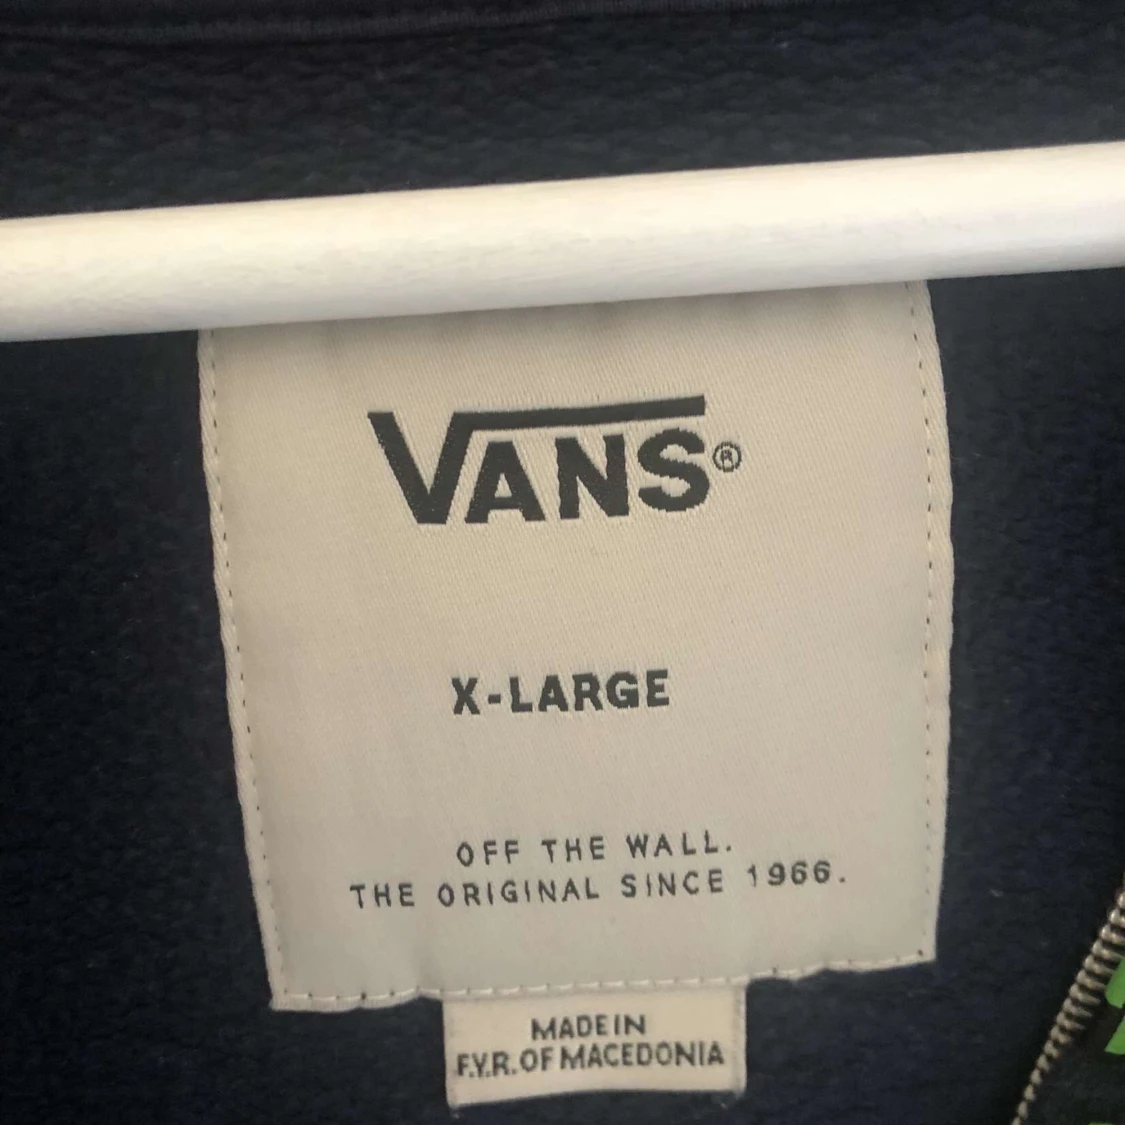 VANS®
X-LARGE
OFF THE WALL.
THE ORIGINAL SINCE 1966.
MADE IN
F.Y.R. OF MACEDONIA